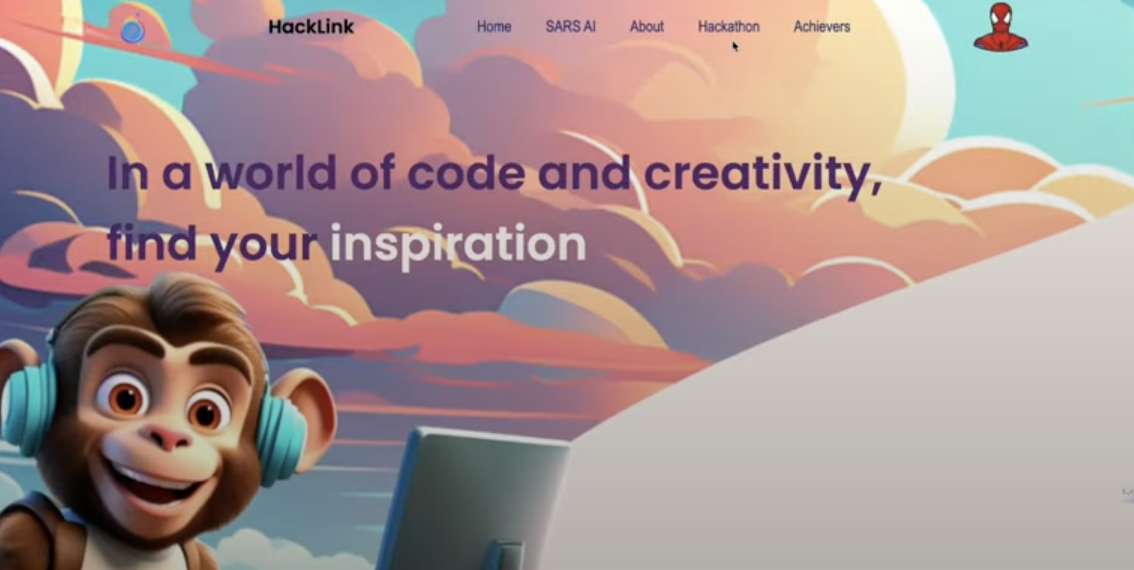 HackLink
Home SARS AI About Hackathon Achievers
In a world of code and creativity,
find your inspiration